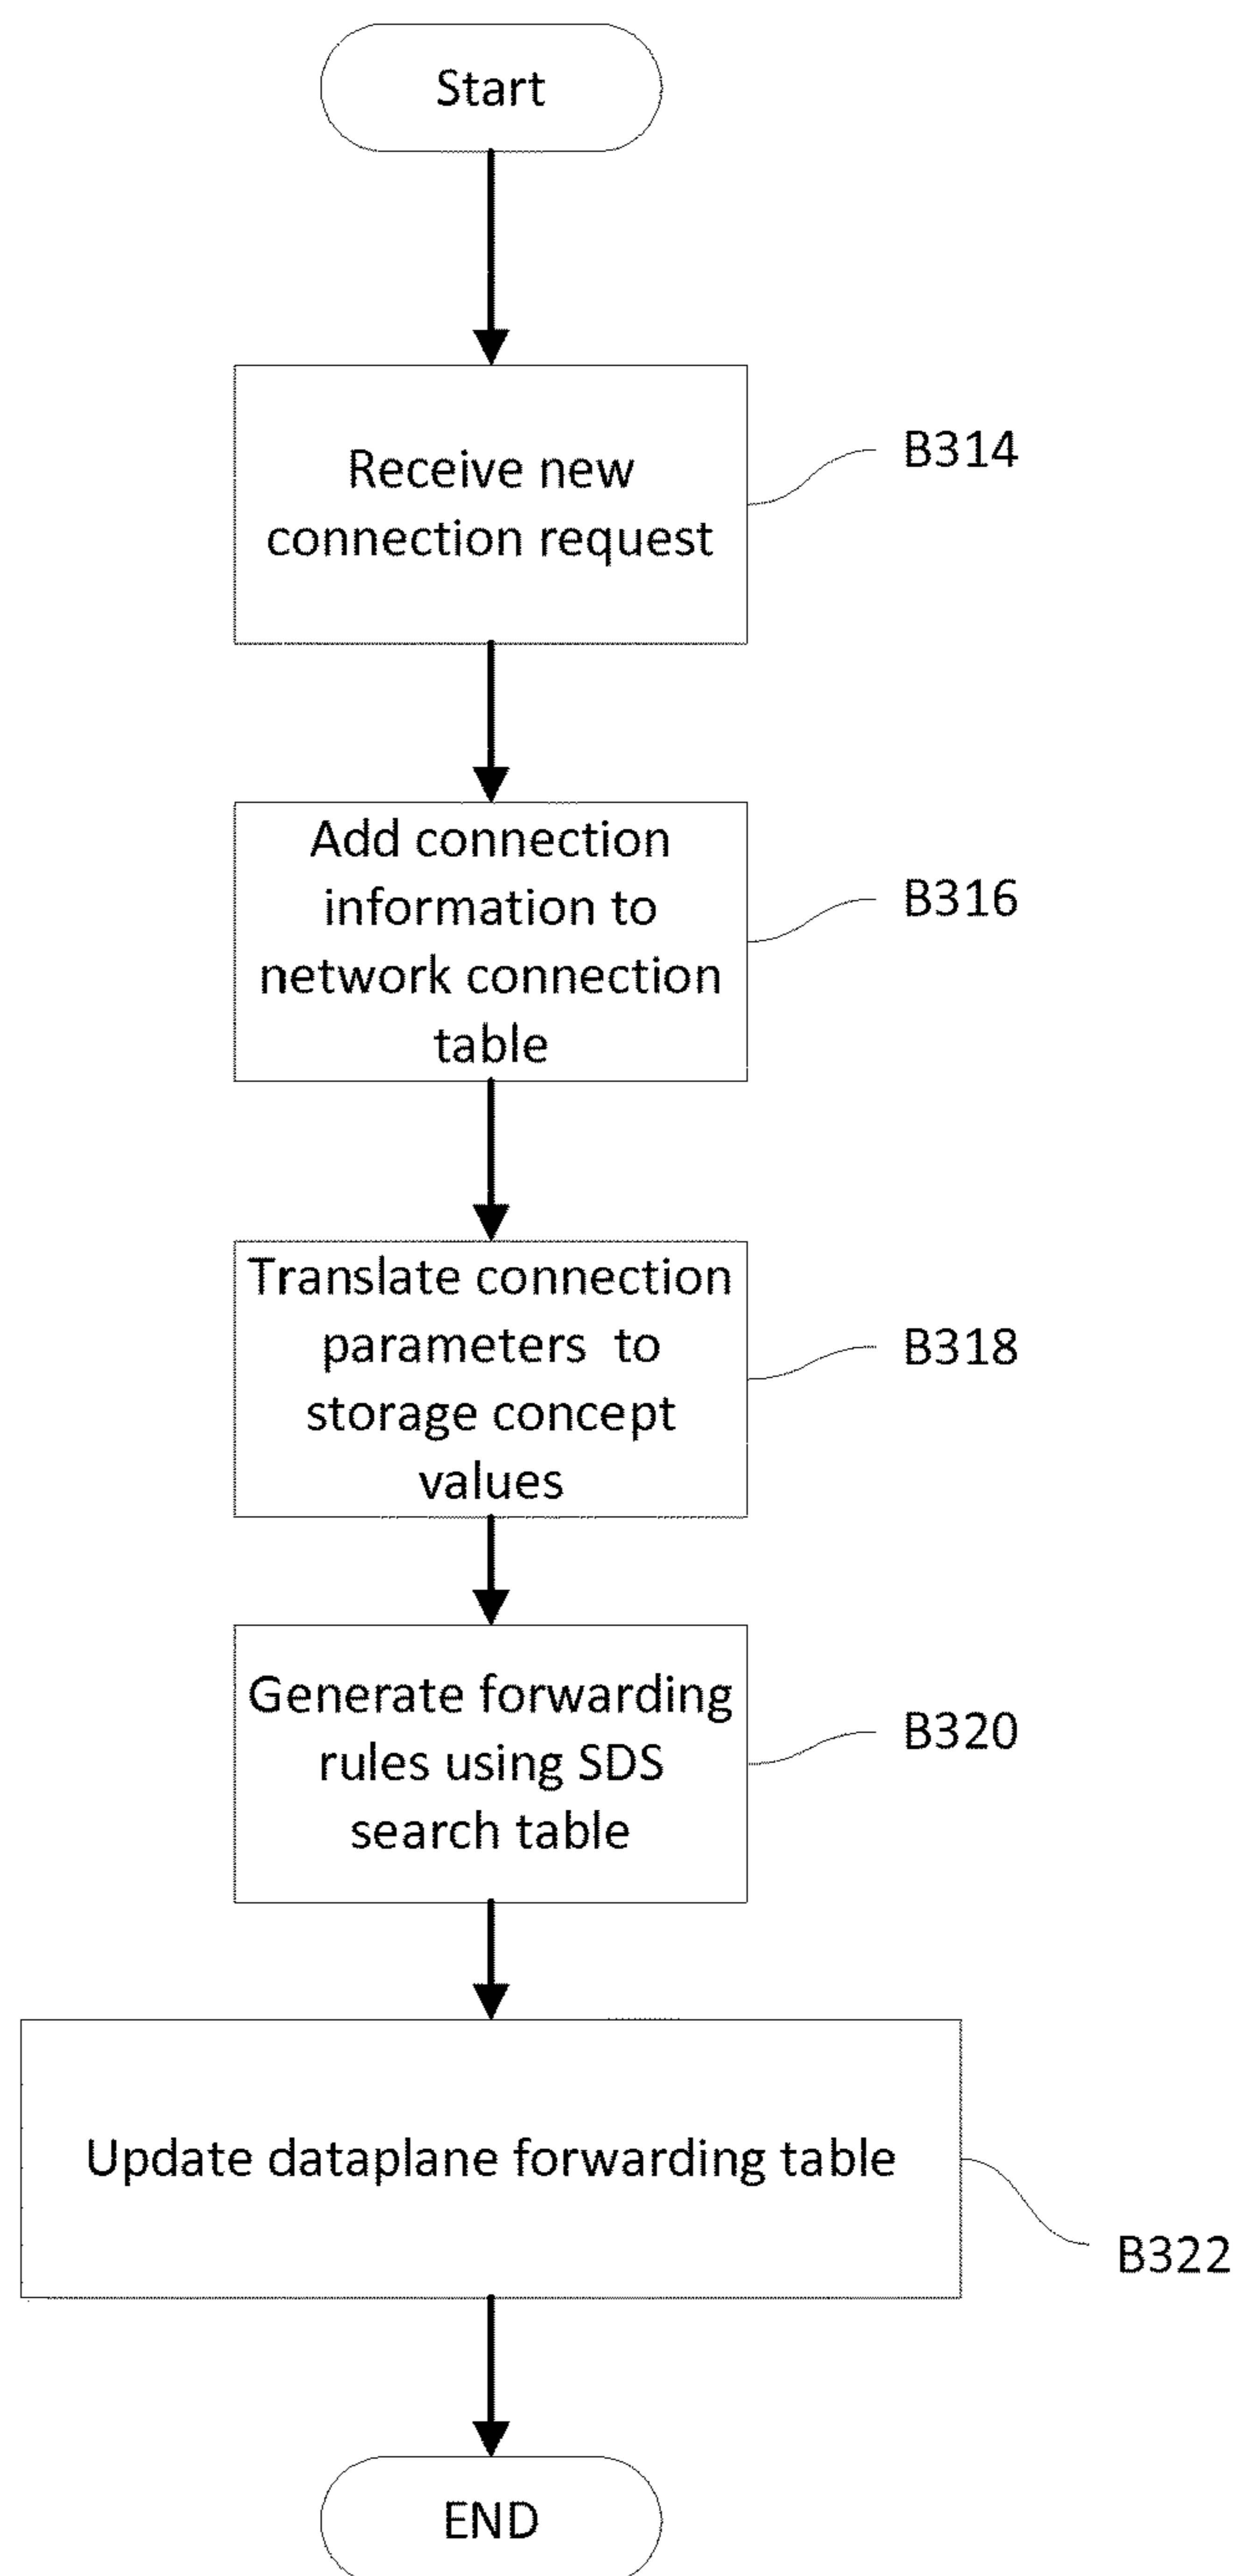 Start
Receive new
connection request
B314
Add connection
information to
network connection
table
B316
Translate connection
parameters to
storage concept
values
B318
Generate forwarding
rules using SDS
search table
B320
Update dataplane forwarding table
B322
END